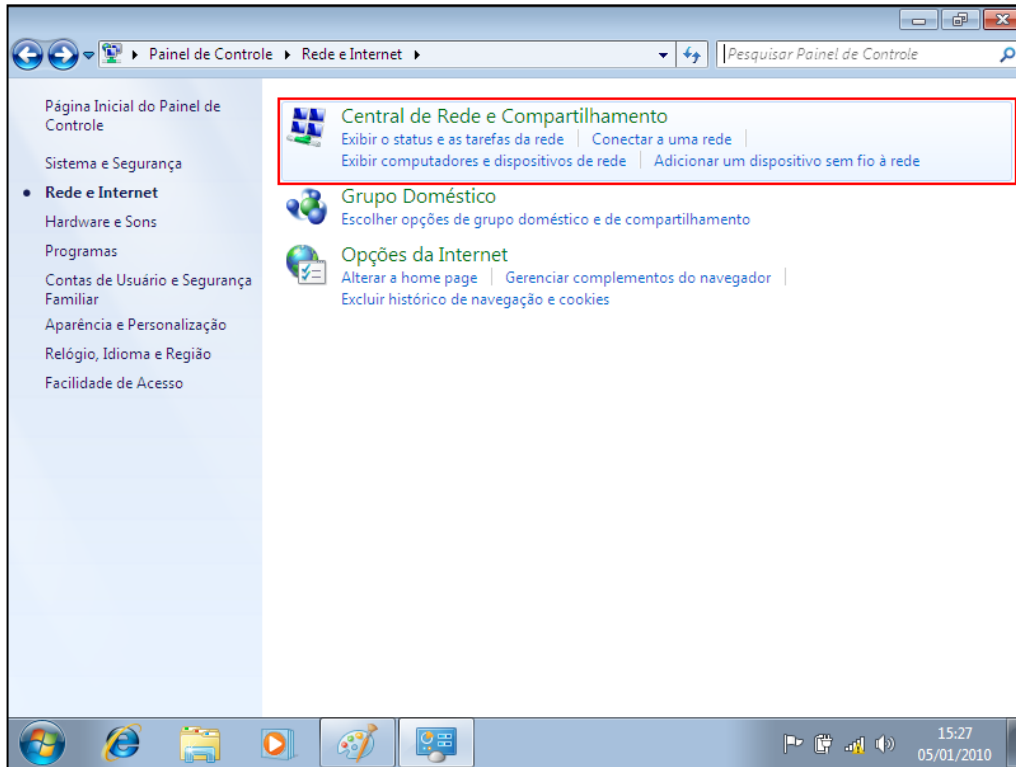 Painel de Controle Rede e Internet
Pesquisar Painel de Controle
Página Inicial do Painel de
Controle
Sistema e Segurança
Rede e Internet
Hardware e Sons
Programas
Contas de Usuário e Segurança
Familiar
Aparência e Personalização
Relógio, Idioma e Região
Facilidade de Acesso
Central de Rede e Compartilhamento
Exibir o status e as tarefas da rede Conectar a uma rede
Exibir computadores e dispositivos de rede Adicionar um dispositivo sem fio à rede
Grupo Doméstico
Escolher opções de grupo doméstico e de compartilhamento
Opções da Internet
Alterar a home page Gerenciar complementos do navegador
Excluir histórico de navegação e cookies
15:27
05/01/2010